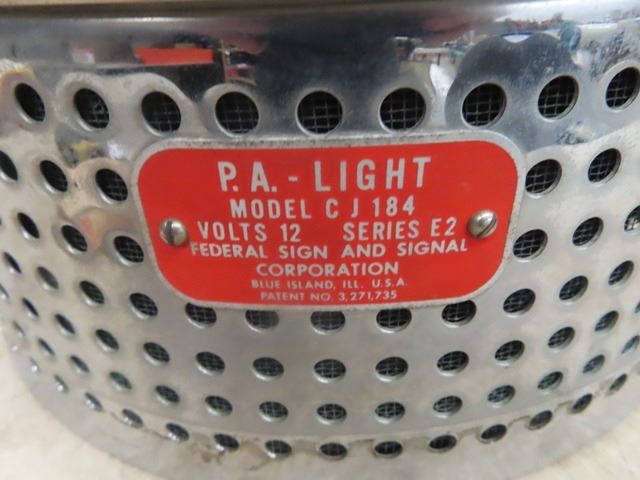 P.A. - LIGHT
MODEL C J 184
VOLTS 12 SERIES E2
FEDERAL SIGN AND SIGNAL
CORPORATION
BLUE ISLAND, ILL. U.S.A.
PATENT NO. 3,271,735